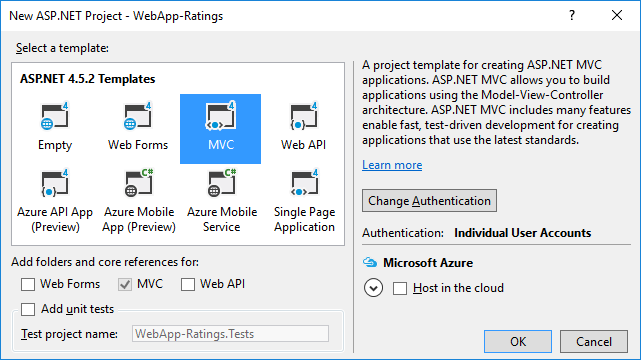 New ASP.NET Project - WebApp-Ratings
?
Select a template:
ASP.NET 4.5.2 Templates
4
4
4
4
Empty
Web Forms
MVC
Web API
4
C#
C#
4
Azure API App
(Preview)
Azure Mobile
App (Preview)
Azure Mobile
Service
Single Page
Application
Add folders and core references for:
Web Forms
MVC
Web API
Add unit tests
Test project name:
WebApp-Ratings.Tests
A project template for creating ASP.NET MVC
applications. ASP.NET MVC allows you to build
applications using the Model-View-Controller
architecture. ASP.NET MVC includes many features
enable fast, test-driven development for creating
applications that use the latest standards.
Learn more
Change Authentication
Authentication: Individual User Accounts
Microsoft Azure
Host in the cloud
OK
Cancel